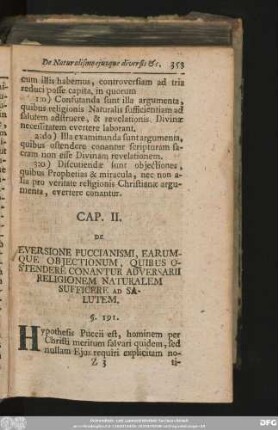 De Naturalismo ejusque diversis &c. 353
cum illis habemus, controversiam ad tria
reduci posse capita, in quorum
1mo) Confutanda sunt illa argumenta,
quibus religionis Naturalis sufficientiam ad
salutem adstruere, & revelationis Divinæ
necessitatem evertere laborant.
2do) Illa examinanda sunt argumenta,
quibus ostendere conantur scripturam sa-
cram non esse Divinam revelationem.
3tio) Discutiendæ sunt objectiones,
quibus Prophetias & miracula, nec non a-
lia pro veritate religionis Christianæ argu-
menta, evertere conantur.
CAP. II.
DE
EVERSIONE PUCCIANISMI, EARUM-
QUE OBJECTIONUM, QUIBUS O-
STENDERE CONANTUR ADVERSARII
RELIGIONEM NATURALEM
SUFFICERE AD SA-
LUTEM.
§. 191.
Hypothesis Puccii est, hominem per
Christi meritum salvari quidem, sed
nullam Ejus requiri explicitam no-
Z 3 ti-